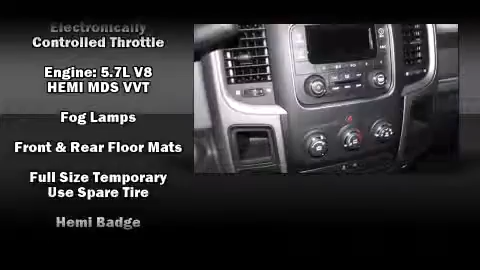 Electronically
Controlled Throttle
Engine: 5.7L V8
HEMI MDS VVT
Fog Lamps
Front & Rear Floor Mats
Full Size Temporary
Use Spare Tire
Hemi Badge